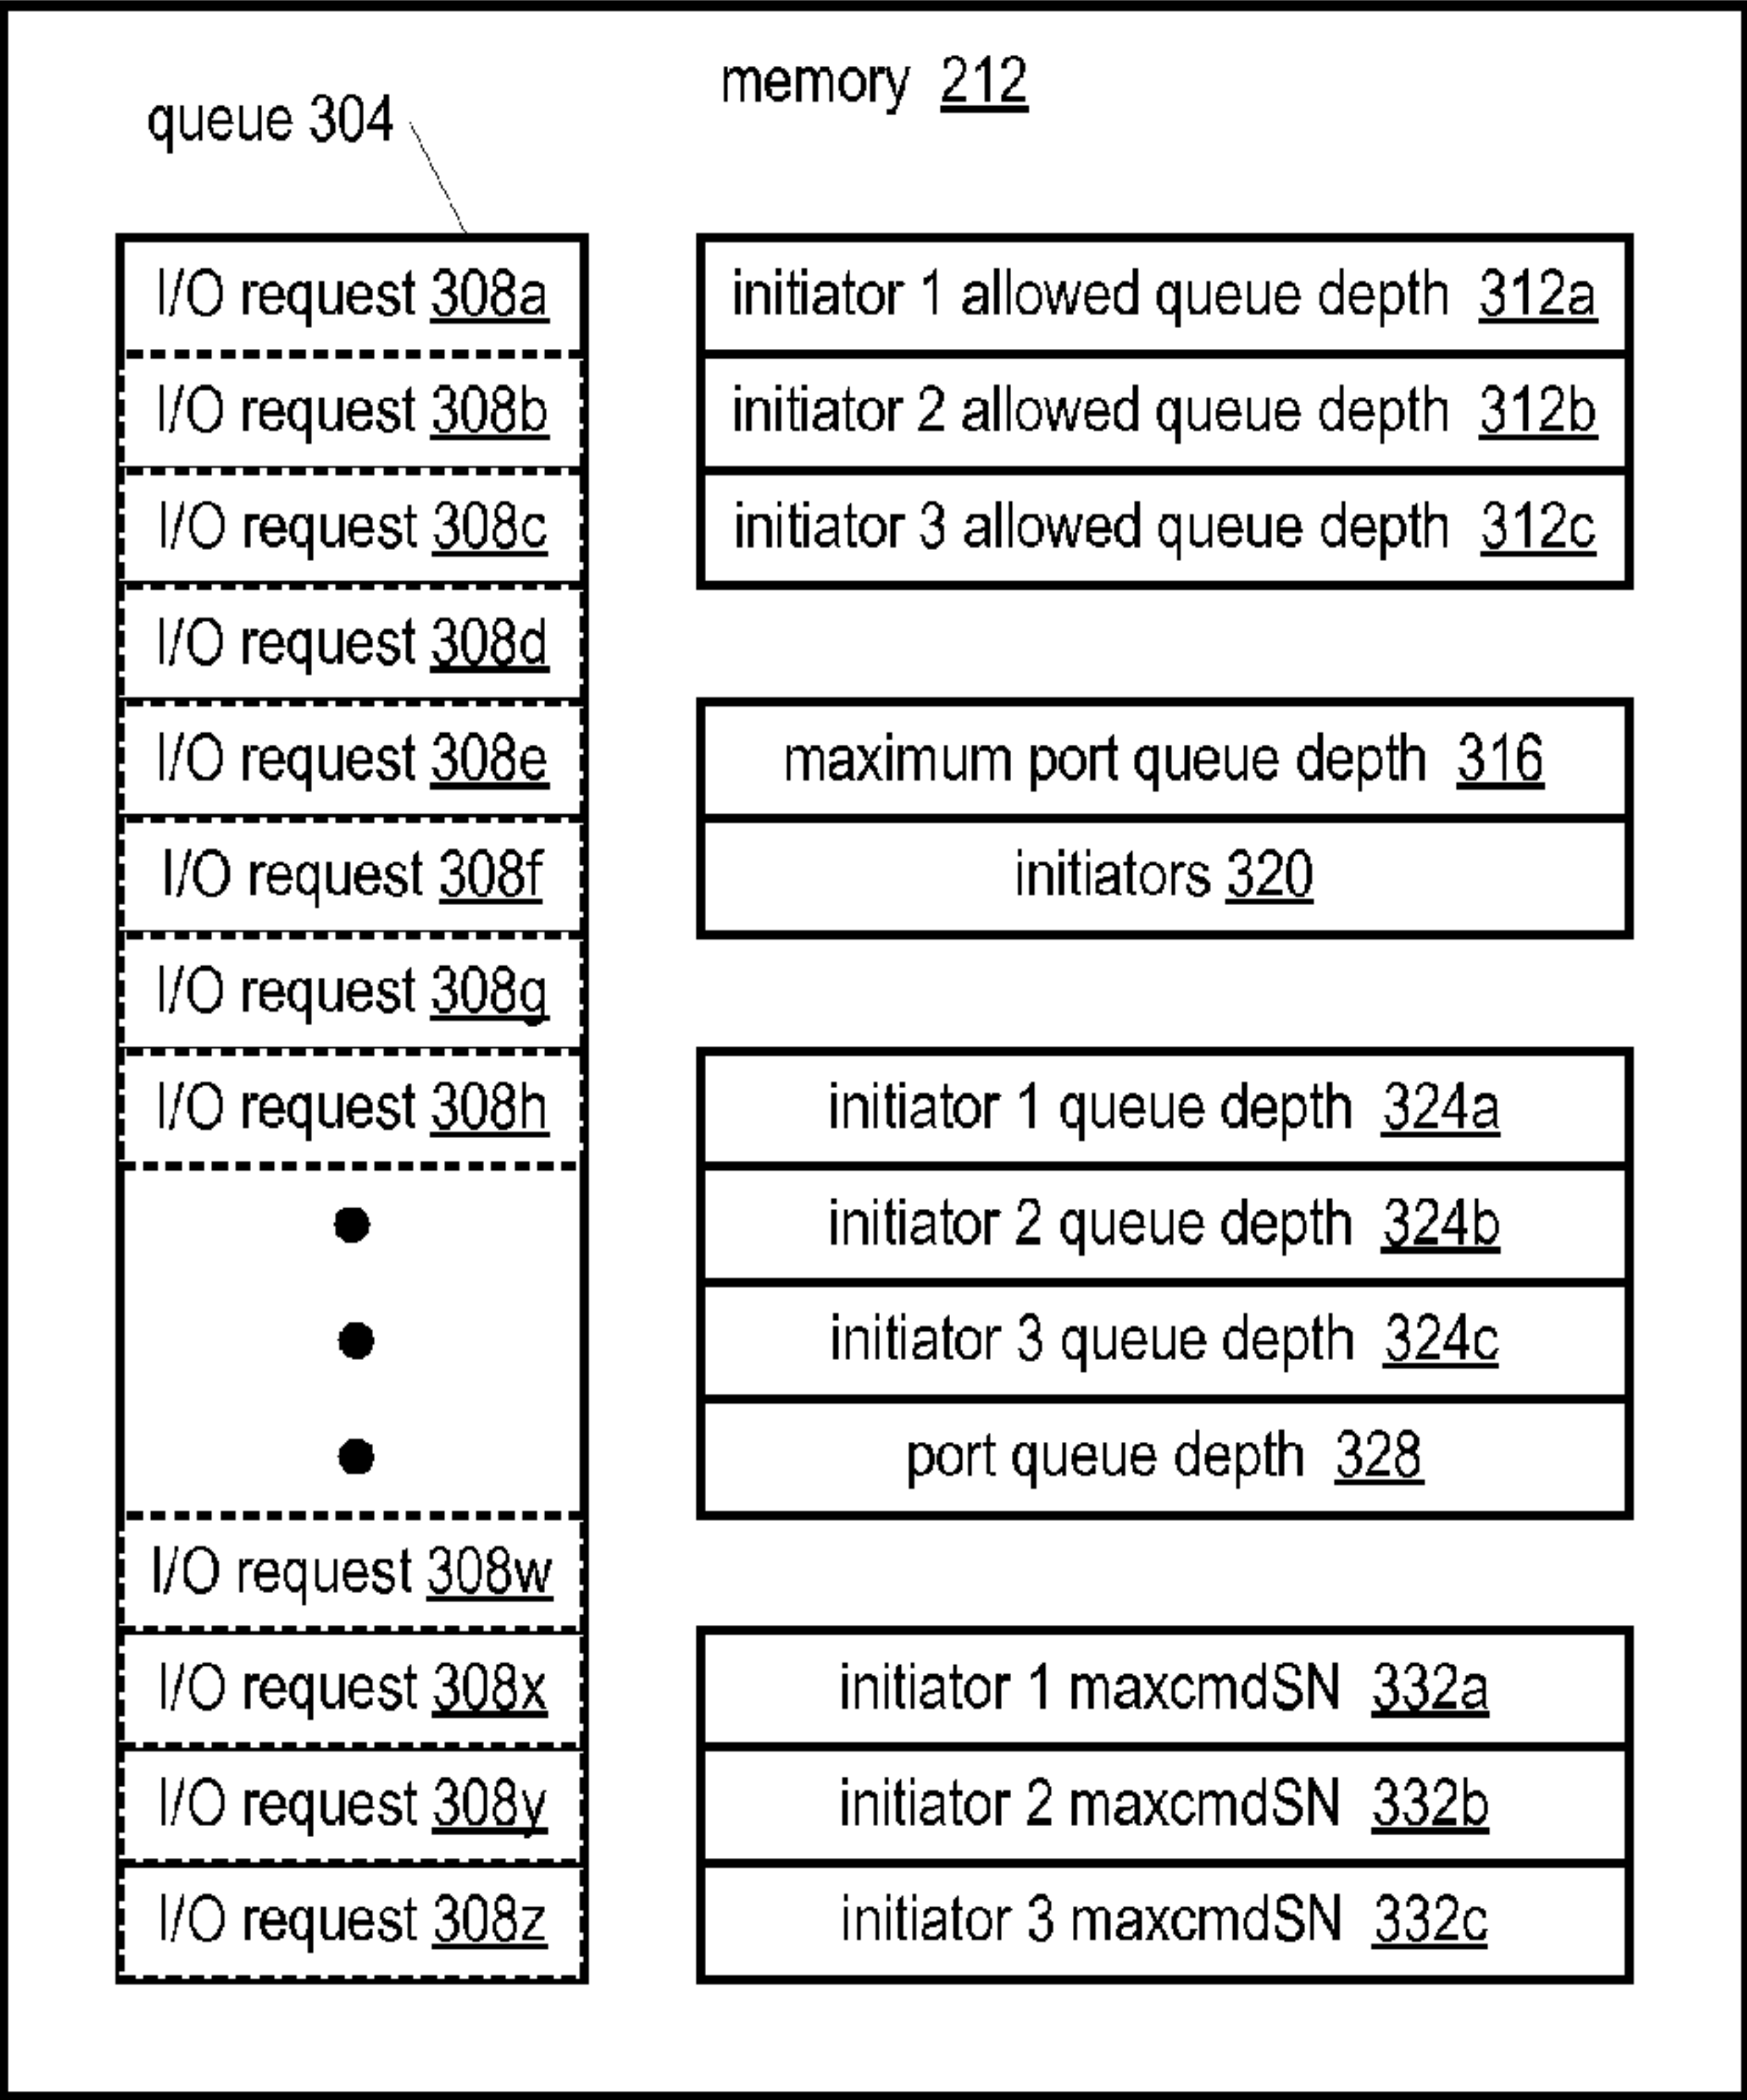 memory 212
queue 304
I/O request 308a
I/O request 308b
I/O request 308c
I/O request 308d
I/O request 308e
I/O request 308f
I/O request 308g
I/O request 308h
I/O request 308w
I/O request 308x
I/O request 308y
I/O request 308z
initiator 1 allowed queue depth 312a
initiator 2 allowed queue depth 312b
initiator 3 allowed queue depth 312c
maximum port queue depth 316
initiators 320
initiator 1 queue depth 324a
initiator 2 queue depth 324b
initiator 3 queue depth 324c
port queue depth 328
initiator 1 maxcmdSN 332a
initiator 2 maxcmdSN 332b
initiator 3 maxcmdSN 332c